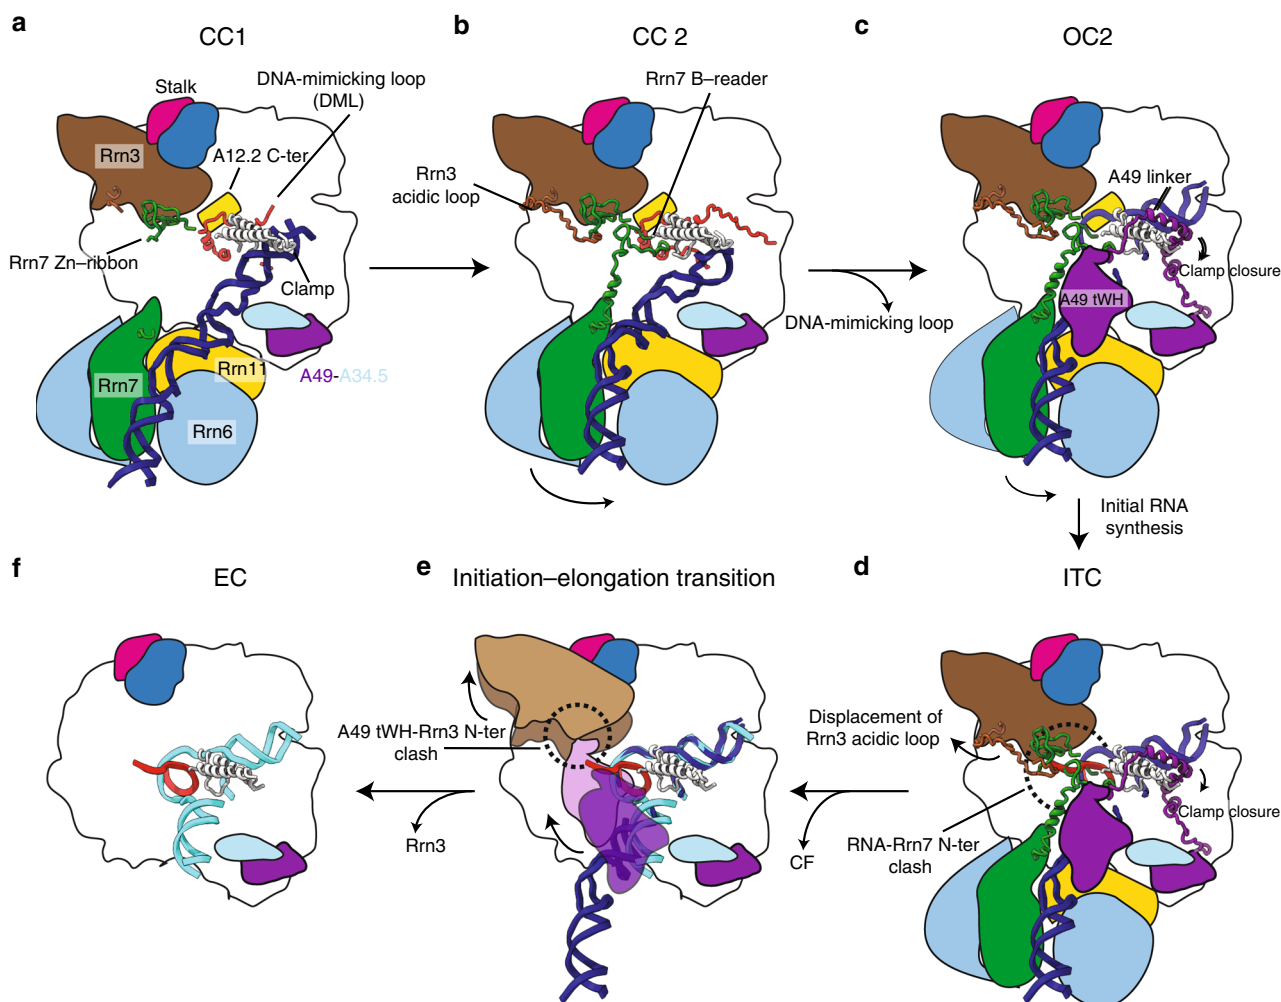 a
CC1
Stalk
DNA-mimicking loop
(DML)
Rrn3
A12.2 C-ter
Rrn7 Zn–ribbon
Clamp
Rrn11
Rrn7
A49-A34.5
Rrn6
b
CC 2
Rrn7 B–reader
Rrn3
acidic loop
DNA-mimicking loop
c
OC2
A49 linker
Clamp closure
A49 tWH
Initial RNA
synthesis
f
EC
e
Initiation–elongation transition
A49 tWH-Rrn3 N-ter
clash
Rrn3
d
ITC
Displacement of
Rrn3 acidic loop
Clamp closure
RNA-Rrn7 N-ter
clash
CF